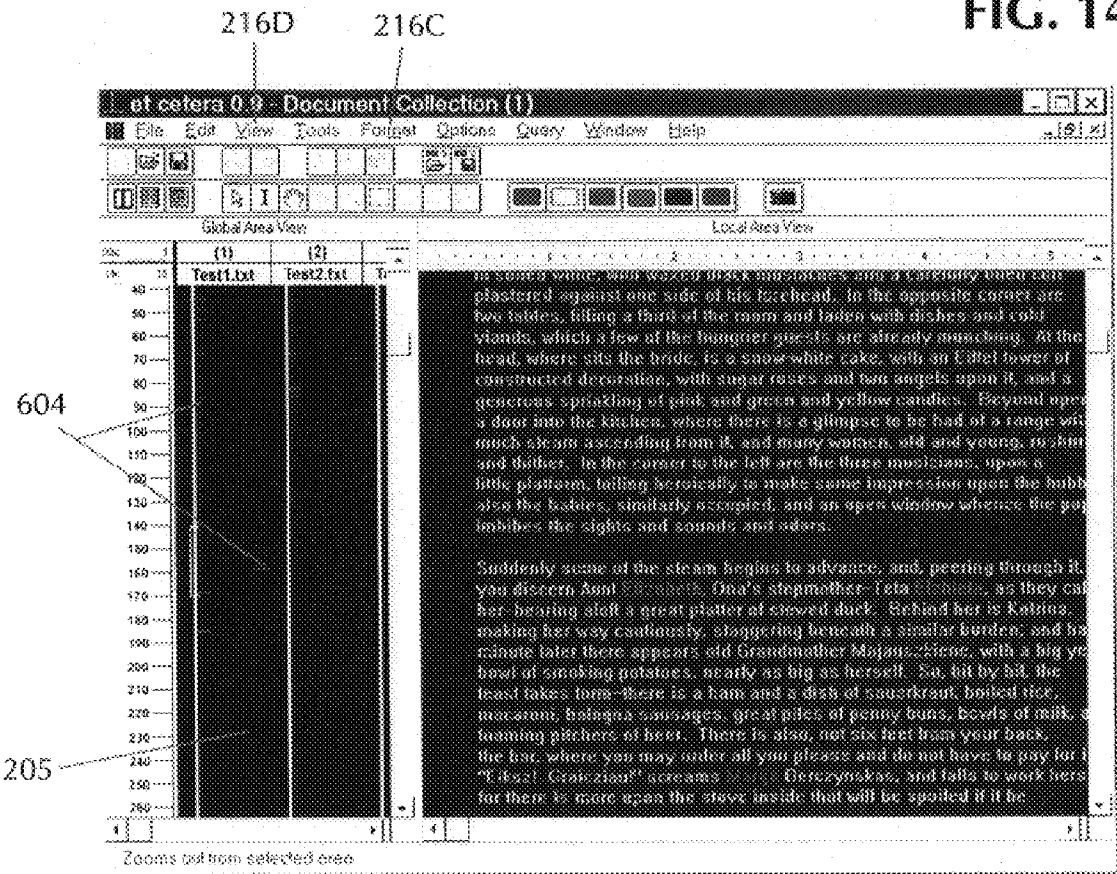 FIG. 14
216D 216C
et cetera 0.9 - Document Collection (1)
File Edit View Tools Format Options Query Window Help
Global Area View Local Area View
(1) (2)
Test1.txt Test2.txt
plastered against one side of his forehead. In the opposite corner are
two tables, filling a third of the room and laden with dishes and cold
viands, which a few of the hungrier guests are already munching. At the
head, where sits the bride, is a snow-white cake, with an Eiffel tower of
constructed decoration, with sugar roses and two angels upon it, and a
generous sprinkling of pink and green and yellow candies. Beyond
a door into the kitchen, where there is a glimpse to be had of a range
much steam ascending from it, and many women, old and young,
and thither. In the corner to the left are the three musicians, upon a
little platform, toiling heroically to make some impression upon the
also the babies, similarly occupied, and an open window whence the
imbibes the sights and sounds and odors.
Suddenly some of the steam begins to advance, and, peering through it,
you discern Aunt Ona's stepmother-Teta as they
her, bearing aloft a great platter of stewed duck. Behind her is Kotrina,
making her way cautiously, staggering beneath a similar burden, and
minute later there appears old Grandmother Majauszkiene, with a big
bowl of smoking potatoes, nearly as big as herself. So, bit by bit, the
feast takes form-there is a ham and a dish of sauerkraut, boiled rice,
macaroni, bologna sausages, great piles of penny buns, bowls of milk,
foaming pitchers of beer. There is also, not six feet from your back,
the bar, where you may order all you please and do not have to pay for
"Eiksz! Graicziau!" screams Berczynskas, and falls to work
for there is more upon the stove inside that will be spoiled if it be
40
50
60
70
80
90
100
110
120
130
140
150
160
170
180
190
200
210
220
230
240
250
260
604
205
Zooms out from selected area